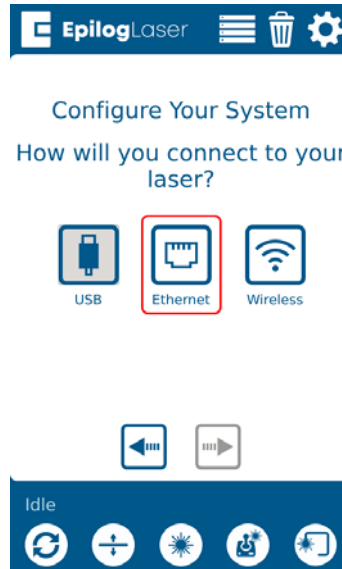 EpilogLaser
Configure Your System
How will you connect to your
laser?
USB
Ethernet
Wireless
Idle